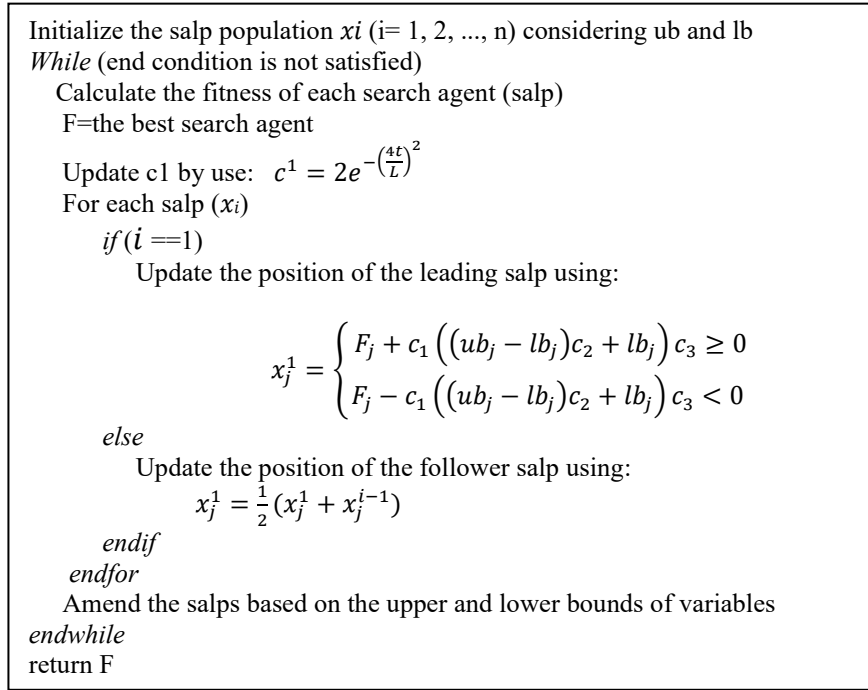 Initialize the salp population xi (i= 1, 2, ..., n) considering ub and lb
While (end condition is not satisfied)
Calculate the fitness of each search agent (salp)
F=the best search agent
Update c1 by use: c^1 = 2e^{-(\frac{4t}{L})^2}
For each salp (x_i)
if (i ==1)
Update the position of the leading salp using:
x_j^1 = { F_j + c_1 ((ub_j − lb_j)c_2 + lb_j) c_3 ≥ 0
F_j − c_1 ((ub_j − lb_j)c_2 + lb_j) c_3 < 0
else
Update the position of the follower salp using:
x_j^1 = \frac{1}{2} (x_j^1 + x_j^{i−1})
endif
endfor
Amend the salps based on the upper and lower bounds of variables
endwhile
return F